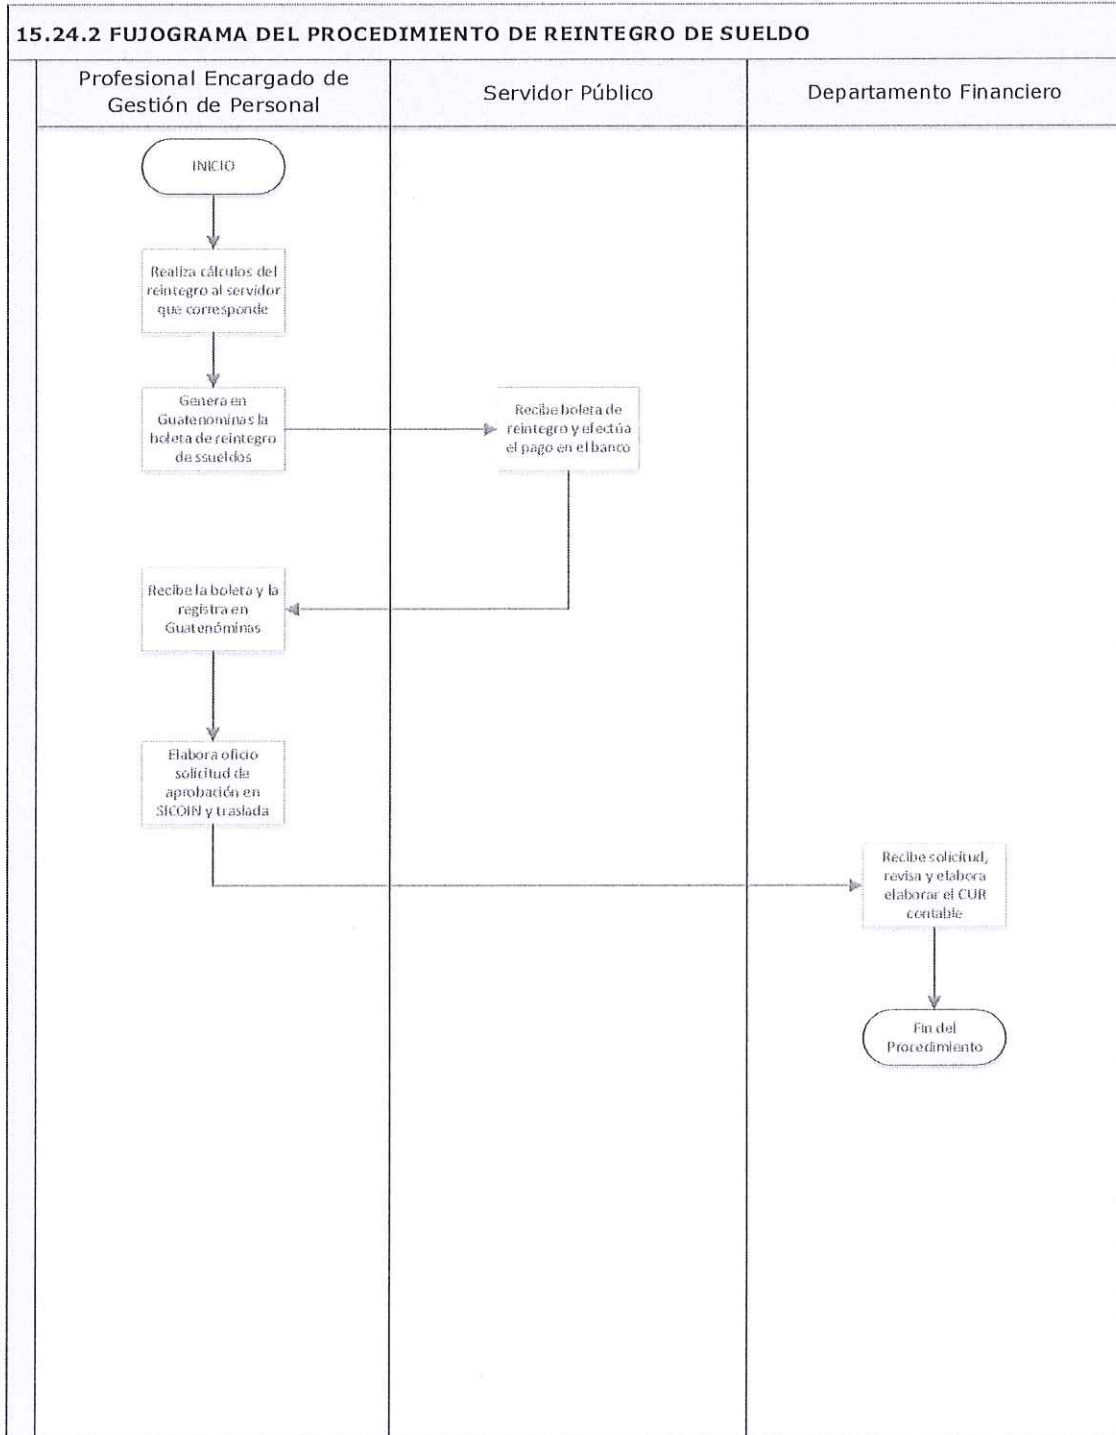 15.24.2 FUJOGRAMA DEL PROCEDIMIENTO DE REINTEGRO DE SUELDO
Profesional Encargado de
Gestión de Personal
Servidor Público
Departamento Financiero
INICIO
Realiza cálculos del
reintegro al servidor
que corresponde
Genera en
Guatenominas la
boleta de reintegro
de ssueldos
Recibe boleta de
reintegro y efectúa
el pago en el banco
Recibe la boleta y la
registra en
Guatenóminas
Elabora oficio
solicitud de
aprobación en
SICOIN y traslada
Recibe solicitud,
revisa y elabora
elaborar el CUR
contable
Fin del
Procedimiento